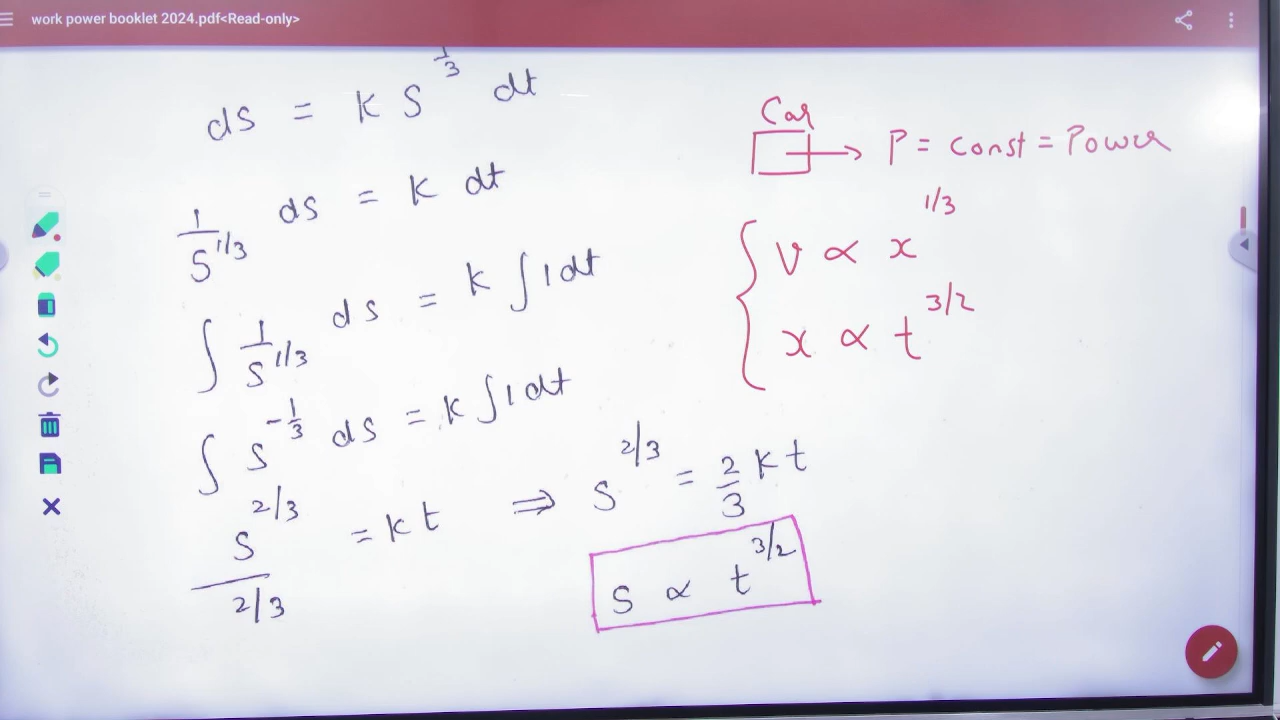 work power booklet 2024.pdf<Read-only>
ds = k s^1/3 dt
1/s^1/3 ds = k dt
∫ 1/s^1/3 ds = k ∫ 1 dt
∫ s^-1/3 ds = k ∫ 1 dt
s^2/3 / 2/3 = k t ⇒ s^2/3 = 2/3 k t
s ∝ t^3/2
Car
P = const = Power
v ∝ x^1/3
x ∝ t^3/2